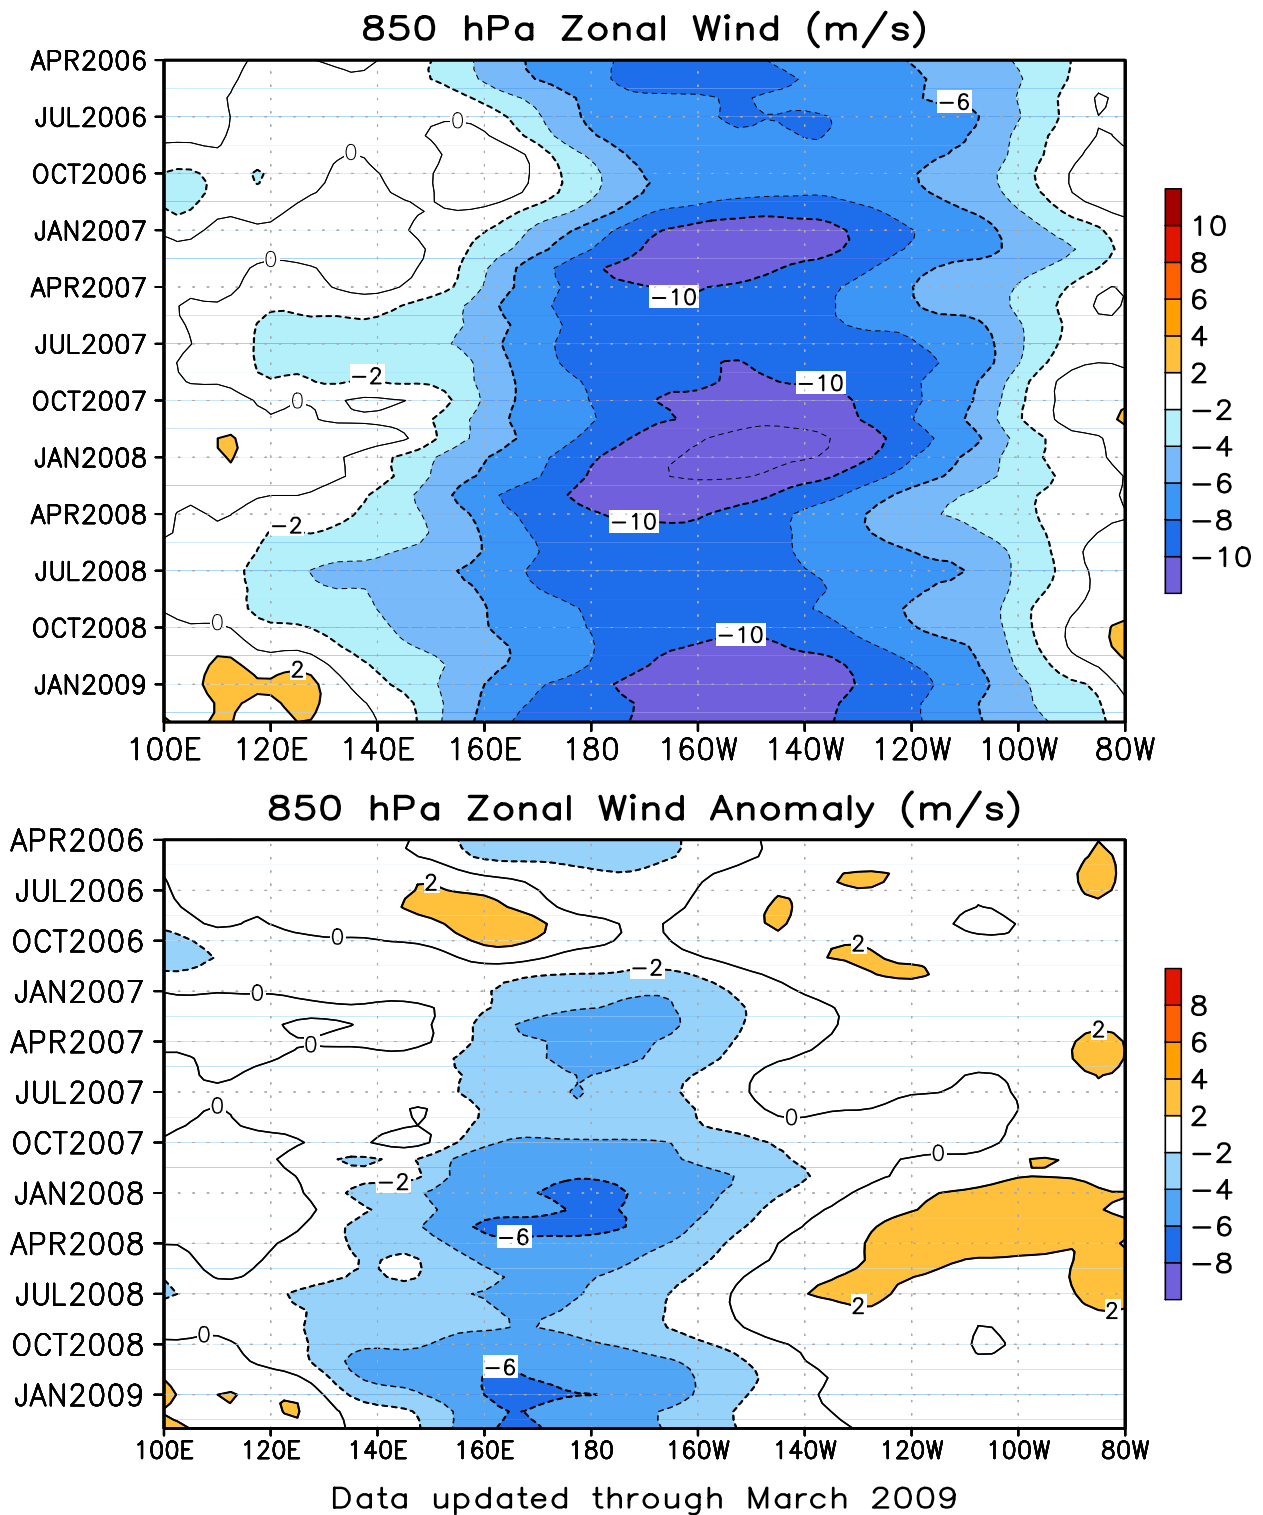 850 hPa Zonal Wind (m/s)
APR2006
JUL2006
OCT2006
JAN2007
APR2007
JUL2007
OCT2007
JAN2008
APR2008
JUL2008
OCT2008
JAN2009
-6
0
0
0
-10
-2
-10
0
-2
-10
0
-10
2
100E 120E 140E 160E 180 160W 140W 120W 100W 80W
10
8
6
4
2
-2
-4
-6
-8
-10
850 hPa Zonal Wind Anomaly (m/s)
APR2006
JUL2006
OCT2006
JAN2007
APR2007
JUL2007
OCT2007
JAN2008
APR2008
JUL2008
OCT2008
JAN2009
2
0
2
-2
0
2
0
0
0
0
-2
-6
2
2
0
-6
100E 120E 140E 160E 180 160W 140W 120W 100W 80W
8
6
4
2
-2
-4
-6
-8
Data updated through March 2009